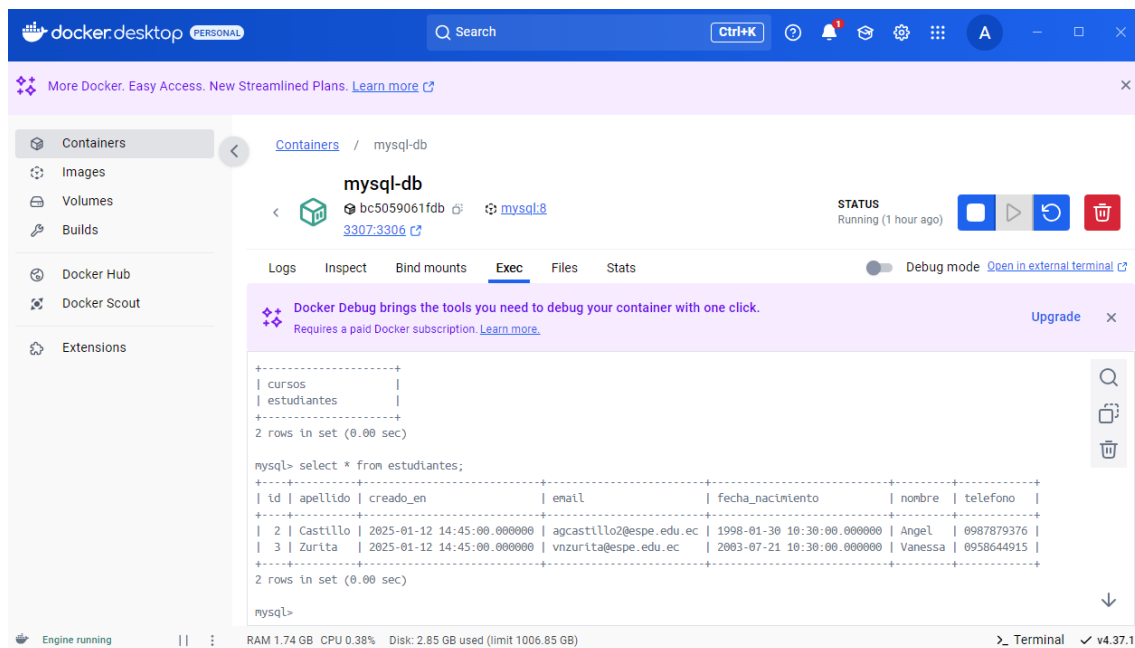 docker.desktop PERSONAL Search Ctrl+K 1 A
More Docker. Easy Access. New Streamlined Plans. Learn more
Containers
Images
Volumes
Builds
Docker Hub
Docker Scout
Extensions
Containers / mysql-db
mysql-db
bc5059061fdb mysql:8
3307:3306
STATUS
Running (1 hour ago)
Logs Inspect Bind mounts Exec Files Stats Debug mode Open in external terminal
Docker Debug brings the tools you need to debug your container with one click.
Requires a paid Docker subscription. Learn more.
Upgrade
+---------------------+
| cursos              |
| estudiantes         |
+---------------------+
2 rows in set (0.00 sec)
mysql> select * from estudiantes;
+----+----------+----------------------------+-------------------------+----------------------------+---------+------------+
| id | apellido | creado_en                  | email                   | fecha_nacimiento           | nombre  | telefono   |
+----+----------+----------------------------+-------------------------+----------------------------+---------+------------+
|  2 | Castillo | 2025-01-12 14:45:00.000000 | agcastillo2@espe.edu.ec | 1998-01-30 10:30:00.000000 | Angel   | 0987879376 |
|  3 | Zurita   | 2025-01-12 14:45:00.000000 | vnzurita@espe.edu.ec    | 2003-07-21 10:30:00.000000 | Vanessa | 0958644915 |
+----+----------+----------------------------+-------------------------+----------------------------+---------+------------+
2 rows in set (0.00 sec)
mysql>
Engine running RAM 1.74 GB CPU 0.38% Disk: 2.85 GB used (limit 1006.85 GB) Terminal v4.37.1